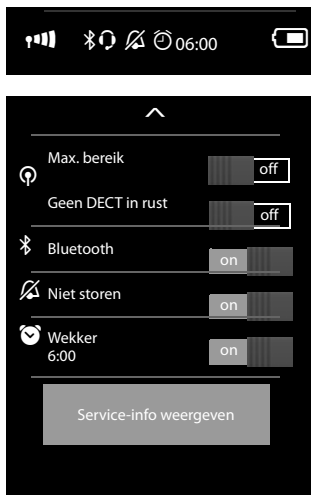 06:00
Max. bereik
off
Geen DECT in rust
off
Bluetooth
on
Niet storen
on
Wekker
6:00
on
Service-info weergeven